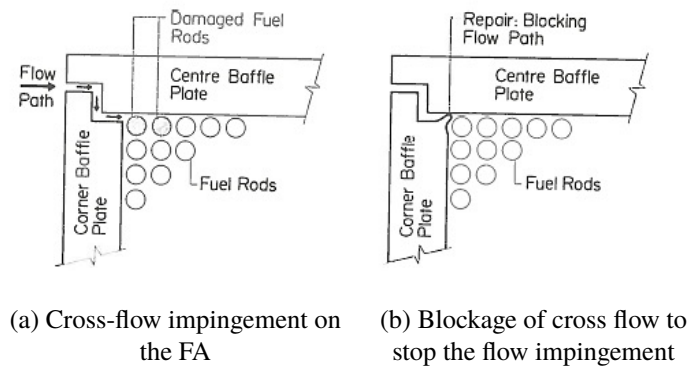 Damaged Fuel
Rods
Flow
Path
Centre Baffle
Plate
Corner Baffle
Plate
Fuel Rods
(a) Cross-flow impingement on
the FA
Repair: Blocking
Flow Path
Centre Baffle
Plate
Corner Baffle
Plate
Fuel Rods
(b) Blockage of cross flow to
stop the flow impingement